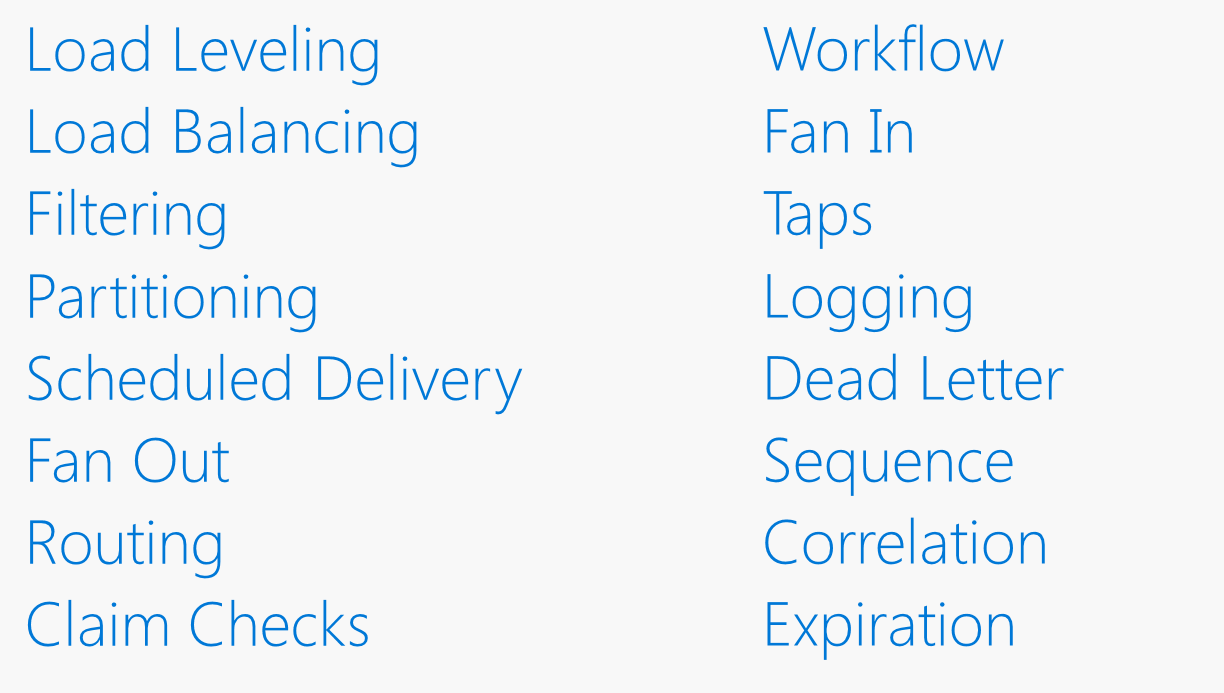 Load Leveling
Load Balancing
Filtering
Partitioning
Scheduled Delivery
Fan Out
Routing
Claim Checks
Workflow
Fan In
Taps
Logging
Dead Letter
Sequence
Correlation
Expiration